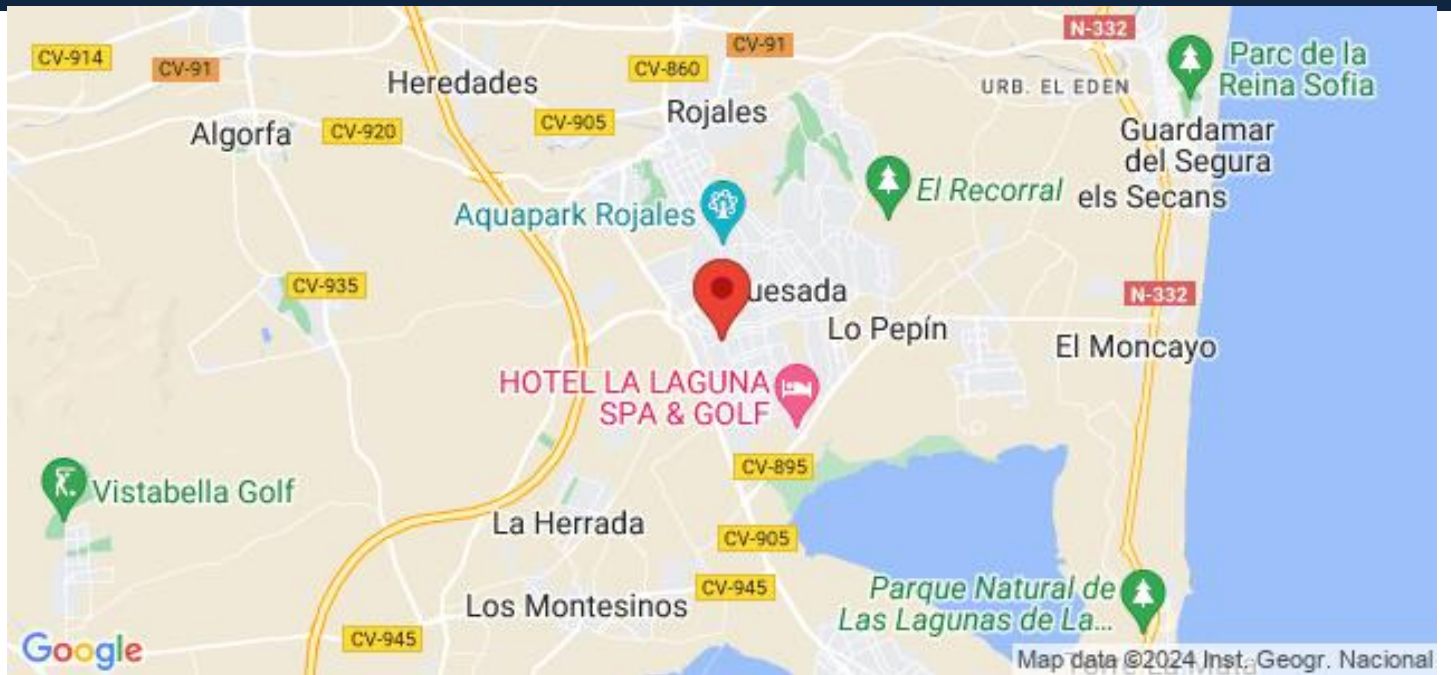 N-332
CV-914
CV-91
CV-91
CV-860
Heredades
Rojales
URB. EL EDEN
Parc de la
Reina Sofia
Algorfa
CV-920
CV-905
Guardamar
del Segura
els Secans
El Recorral
Aquapark Rojales
CV-935
uesada
N-332
Lo Pepín
El Moncayo
HOTEL LA LAGUNA
SPA & GOLF
CV-895
Vistabella Golf
La Herrada
CV-905
CV-945
Los Montesinos
Parque Natural de
Las Lagunas de La...
CV-945
Google
Map data ©2024 Inst. Geogr. Nacional